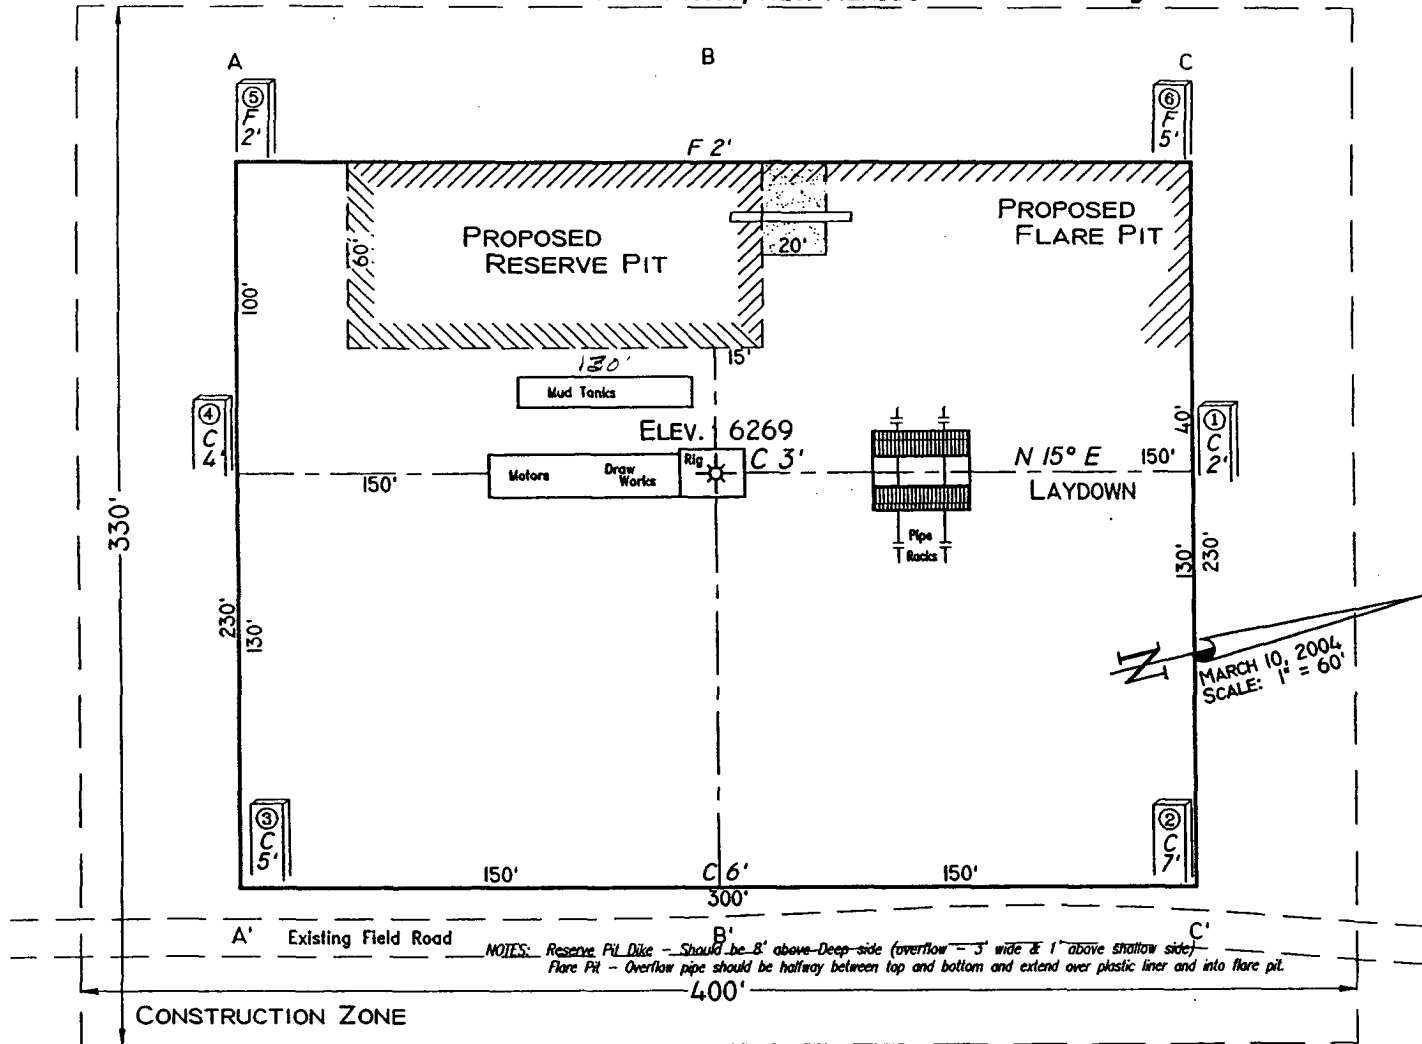 A
B
C
⑤
F
2'
⑥
F
5'
F 2'
PROPOSED
RESERVE PIT
60'
20'
PROPOSED
FLARE PIT
100'
15'
Mud Tanks
④
C
4'
①
C
2'
40'
ELEV. 6269
Rig
C 3'
Motors
Draw
Works
150'
N 15° E
150'
LAYDOWN
Pipe
Racks
330'
230'
130'
130'
230'
N
MARCH 10, 2004
SCALE: 1" = 60'
③
C
5'
②
C
7'
150'
C 6'
150'
300'
A'
Existing Field Road
B'
C'
NOTES: Reserve Pit Dike - Should be 8' above Deep side (overflow - 3' wide & 1' above shallow side)
Flare Pit - Overflow pipe should be halfway between top and bottom and extend over plastic liner and into flare pit.
400'
CONSTRUCTION ZONE